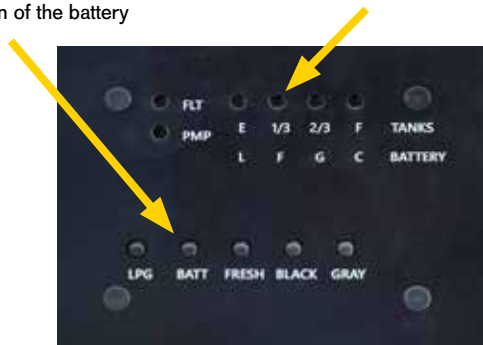 n of the battery
FLT
E 1/3 2/3 F TANKS
PMP
L F G C BATTERY
LPG BATT FRESH BLACK GRAY